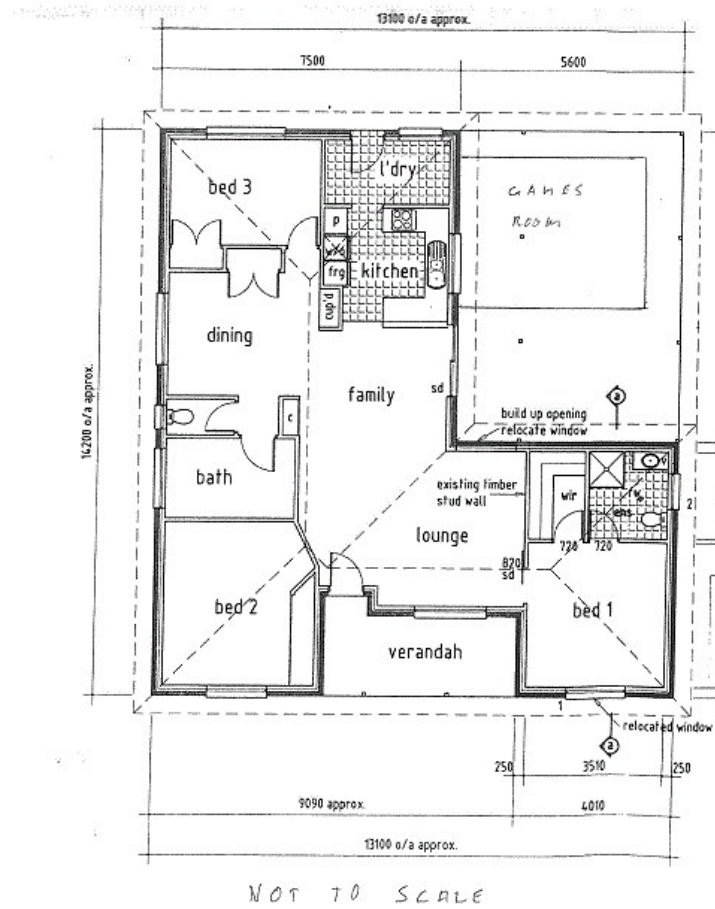 13100 o/a approx.
7500
5600
bed 3
l'dry
GAMES
ROOM
p
frg
kitchen
cup'd
dining
family
sd
14200 o/a approx.
build up opening
relocate window
a
c
bath
existing timber
stud wall
wir
ens
2
lounge
720
720
820
sd
bed 2
bed 1
verandah
1
relocated window
a
250
3510
250
9090 approx.
4010
13100 o/a approx.
NOT TO SCALE